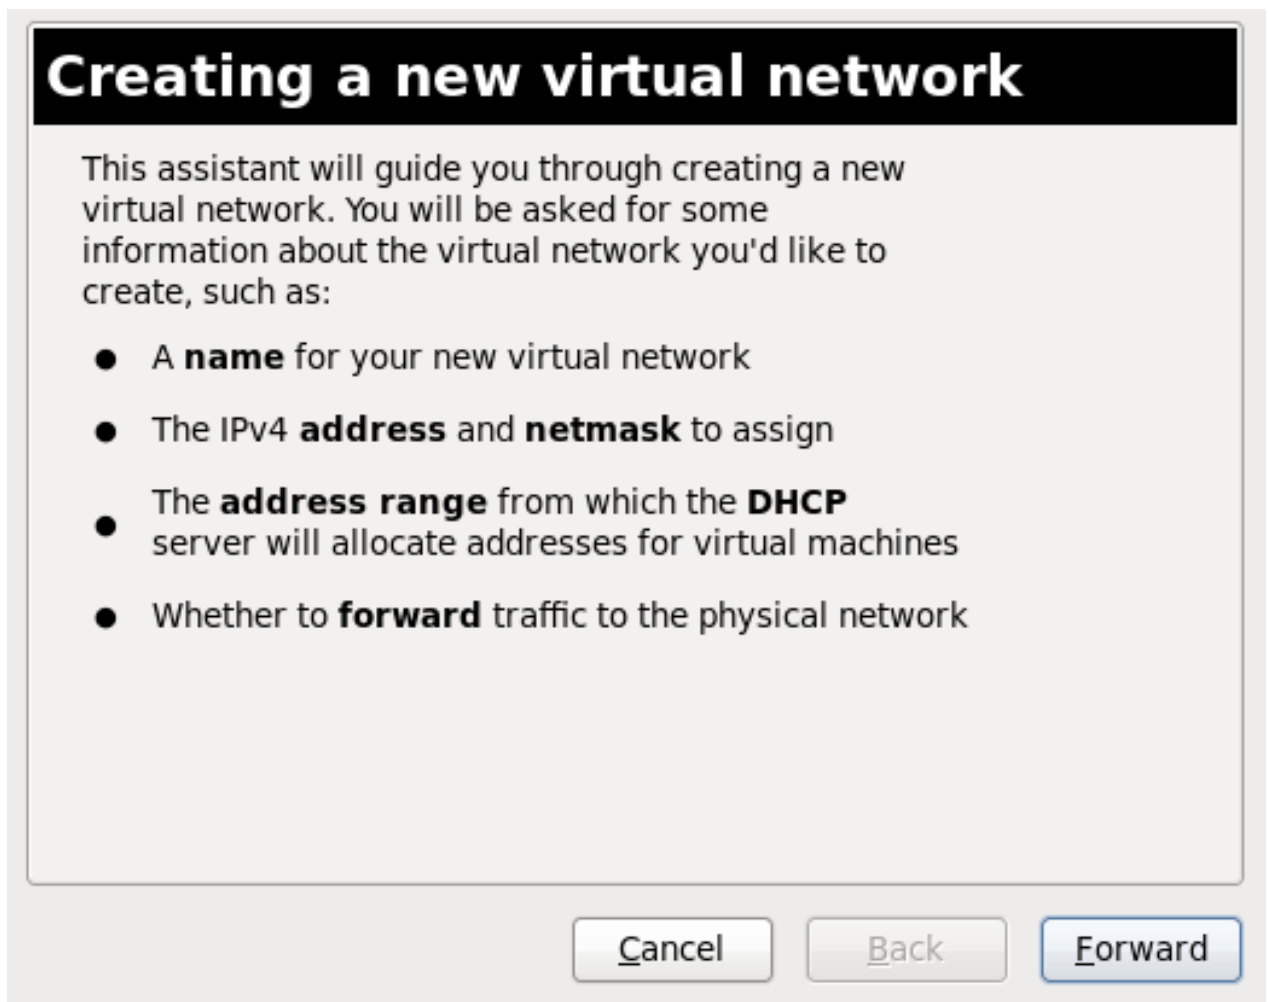 Creating a new virtual network
This assistant will guide you through creating a new
virtual network. You will be asked for some
information about the virtual network you'd like to
create, such as:
● A name for your new virtual network
● The IPv4 address and netmask to assign
● The address range from which the DHCP
server will allocate addresses for virtual machines
● Whether to forward traffic to the physical network
Cancel Back Forward